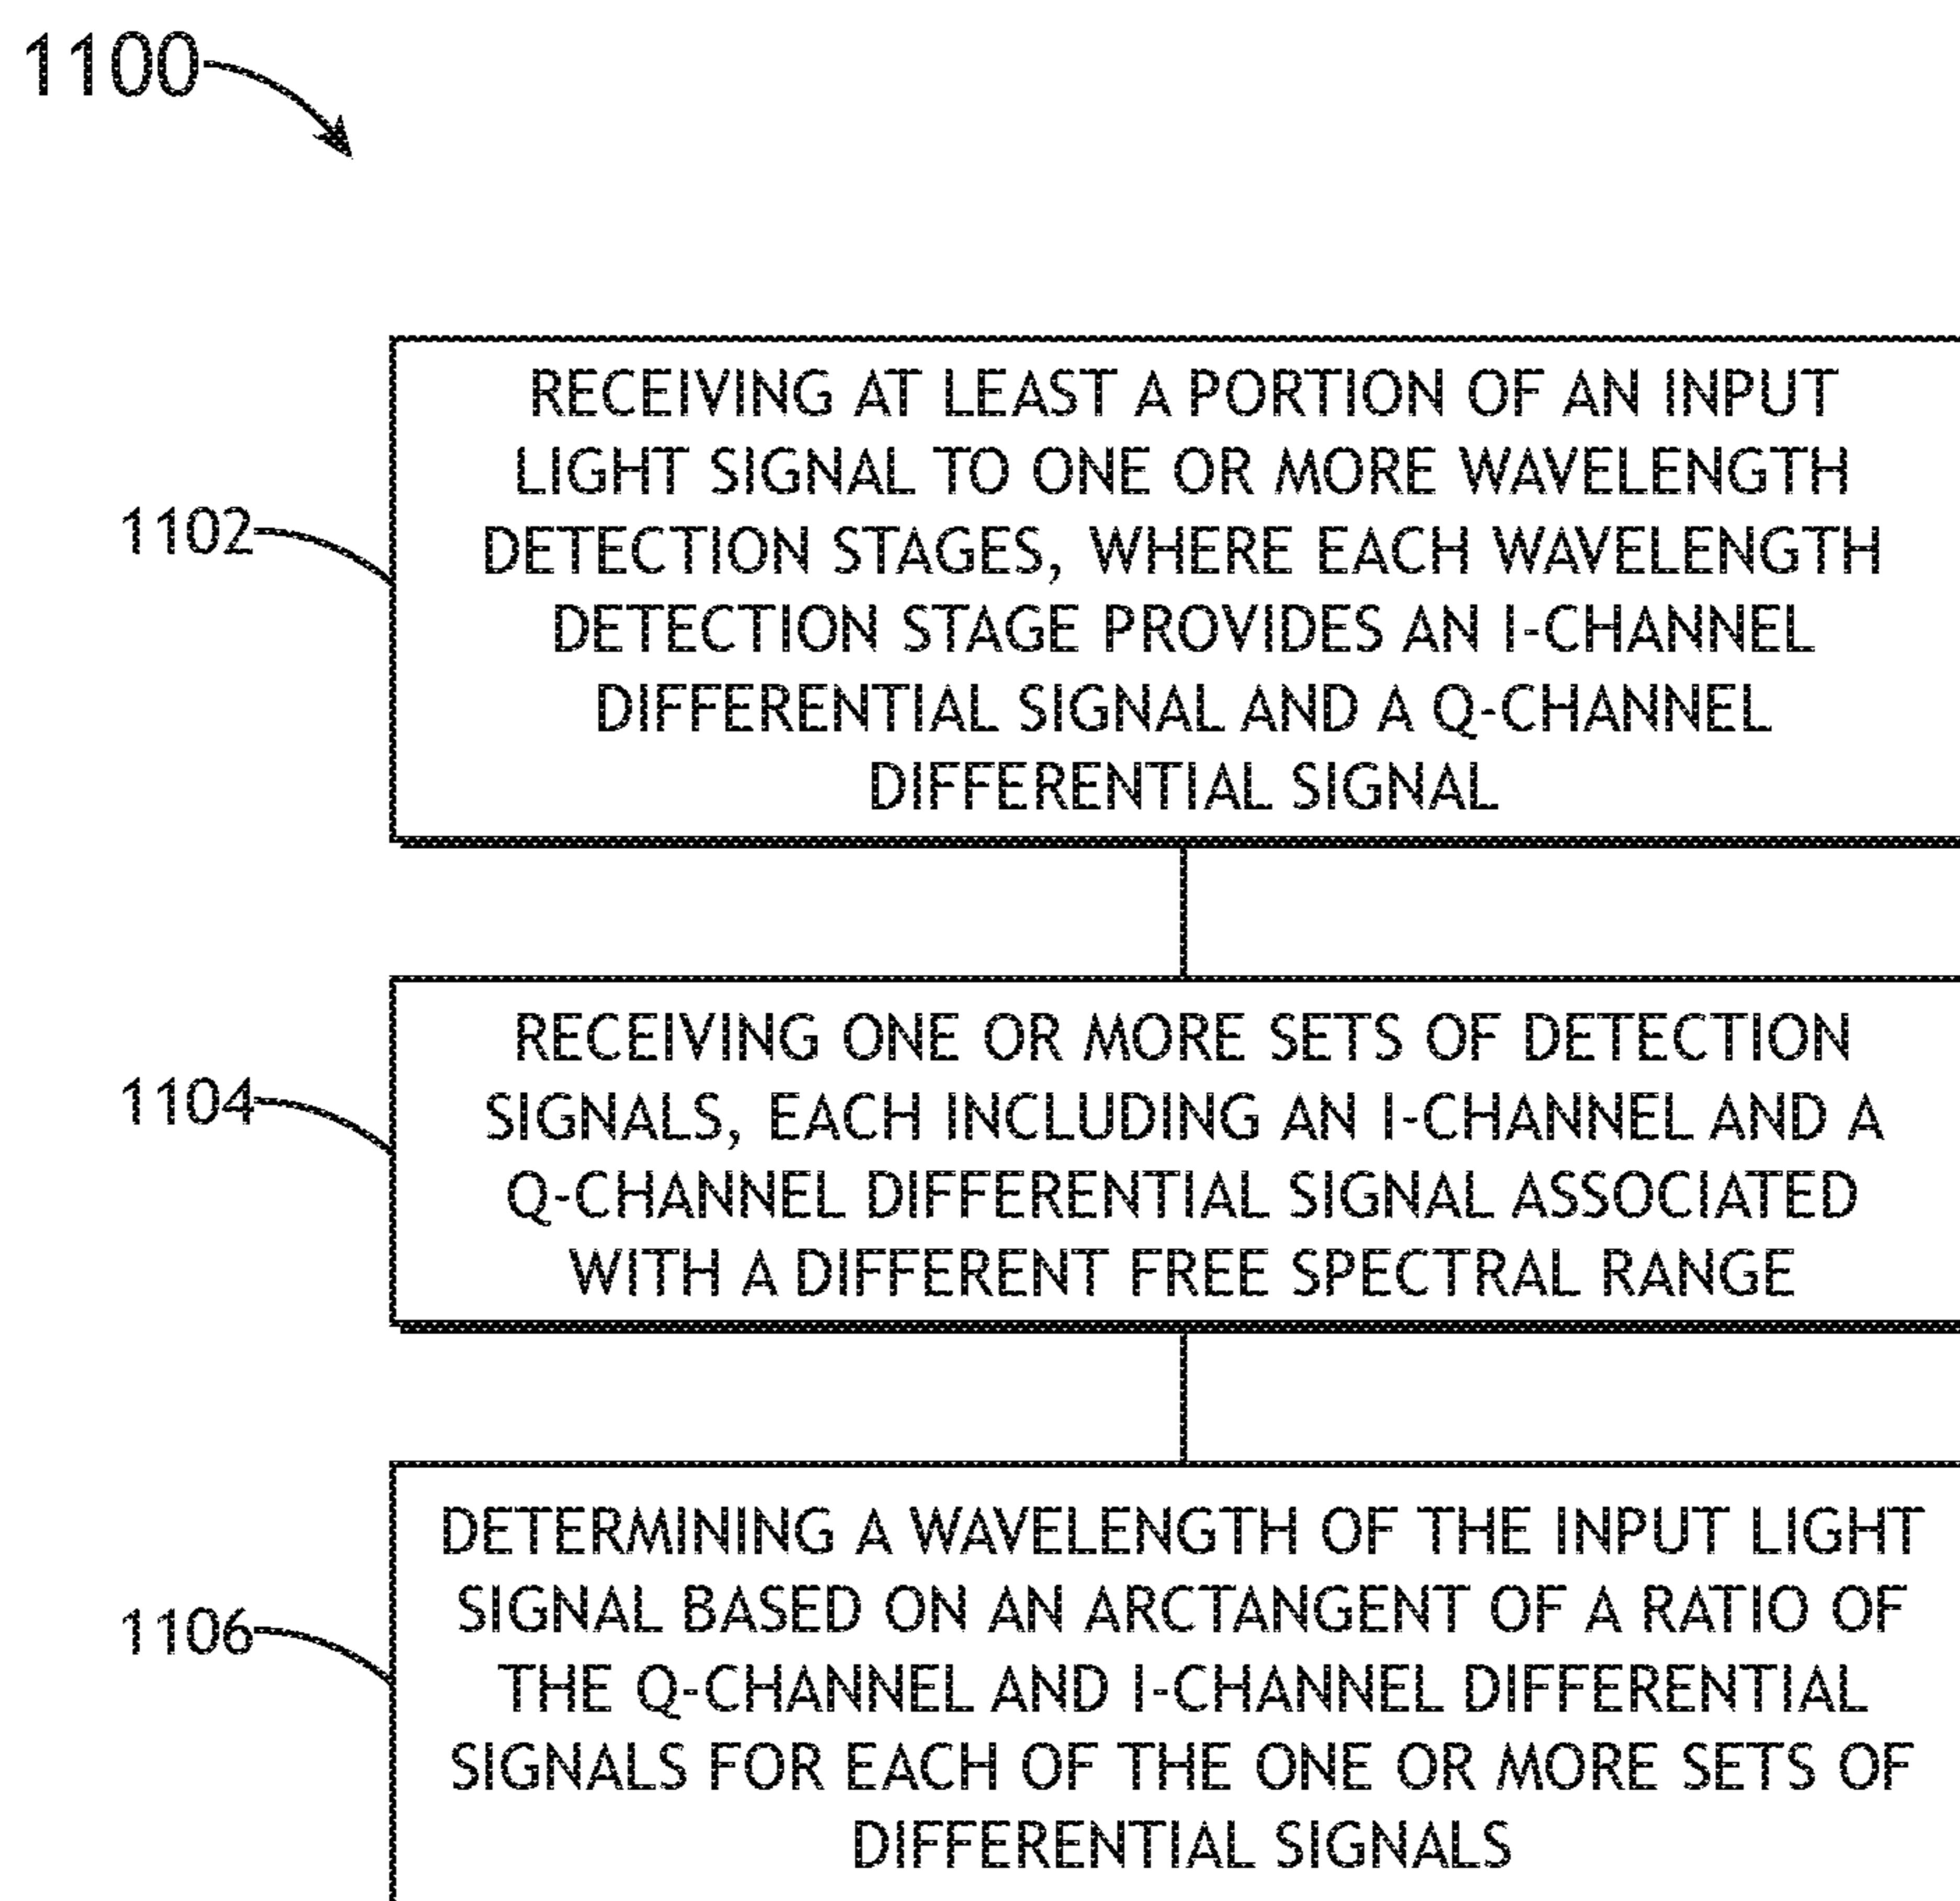 1100
1102
RECEIVING AT LEAST A PORTION OF AN INPUT
LIGHT SIGNAL TO ONE OR MORE WAVELENGTH
DETECTION STAGES, WHERE EACH WAVELENGTH
DETECTION STAGE PROVIDES AN I-CHANNEL
DIFFERENTIAL SIGNAL AND A Q-CHANNEL
DIFFERENTIAL SIGNAL
1104
RECEIVING ONE OR MORE SETS OF DETECTION
SIGNALS, EACH INCLUDING AN I-CHANNEL AND A
Q-CHANNEL DIFFERENTIAL SIGNAL ASSOCIATED
WITH A DIFFERENT FREE SPECTRAL RANGE
1106
DETERMINING A WAVELENGTH OF THE INPUT LIGHT
SIGNAL BASED ON AN ARCTANGENT OF A RATIO OF
THE Q-CHANNEL AND I-CHANNEL DIFFERENTIAL
SIGNALS FOR EACH OF THE ONE OR MORE SETS OF
DIFFERENTIAL SIGNALS